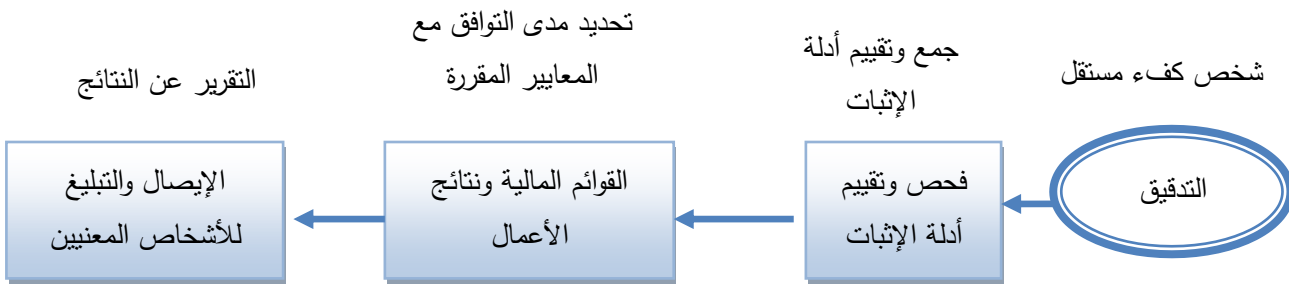 شخص كفء مستقل
جمع وتقييم أدلة
الإثبات
تحديد مدى التوافق مع
المعايير المقررة
التقرير عن النتائج
التدقيق
فحص وتقييم
أدلة الإثبات
القوائم المالية ونتائج
الأعمال
الإيصال والتبليغ
للأشخاص المعنيين